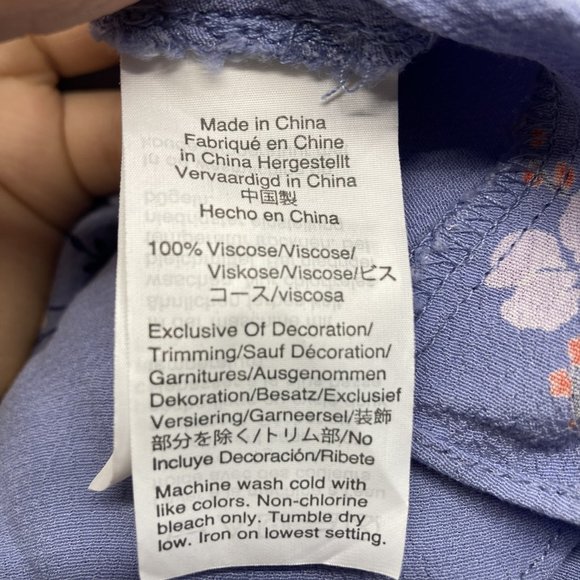 Made in China
Fabriqué en Chine
in China Hergestellt
Vervaardigd in China
中国製
Hecho en China
100% Viscose/Viscose/
Viskose/Viscose/ビス
コース/viscosa
Exclusive Of Decoration/
Trimming/Sauf Décoration/
Garnitures/Ausgenommen
Dekoration/Besatz/Exclusief
Versiering/Garneersel/装飾
部分を除く/トリム部/No
Incluye Decoración/Ribete
Machine wash cold with
like colors. Non-chlorine
bleach only. Tumble dry
low. Iron on lowest setting.